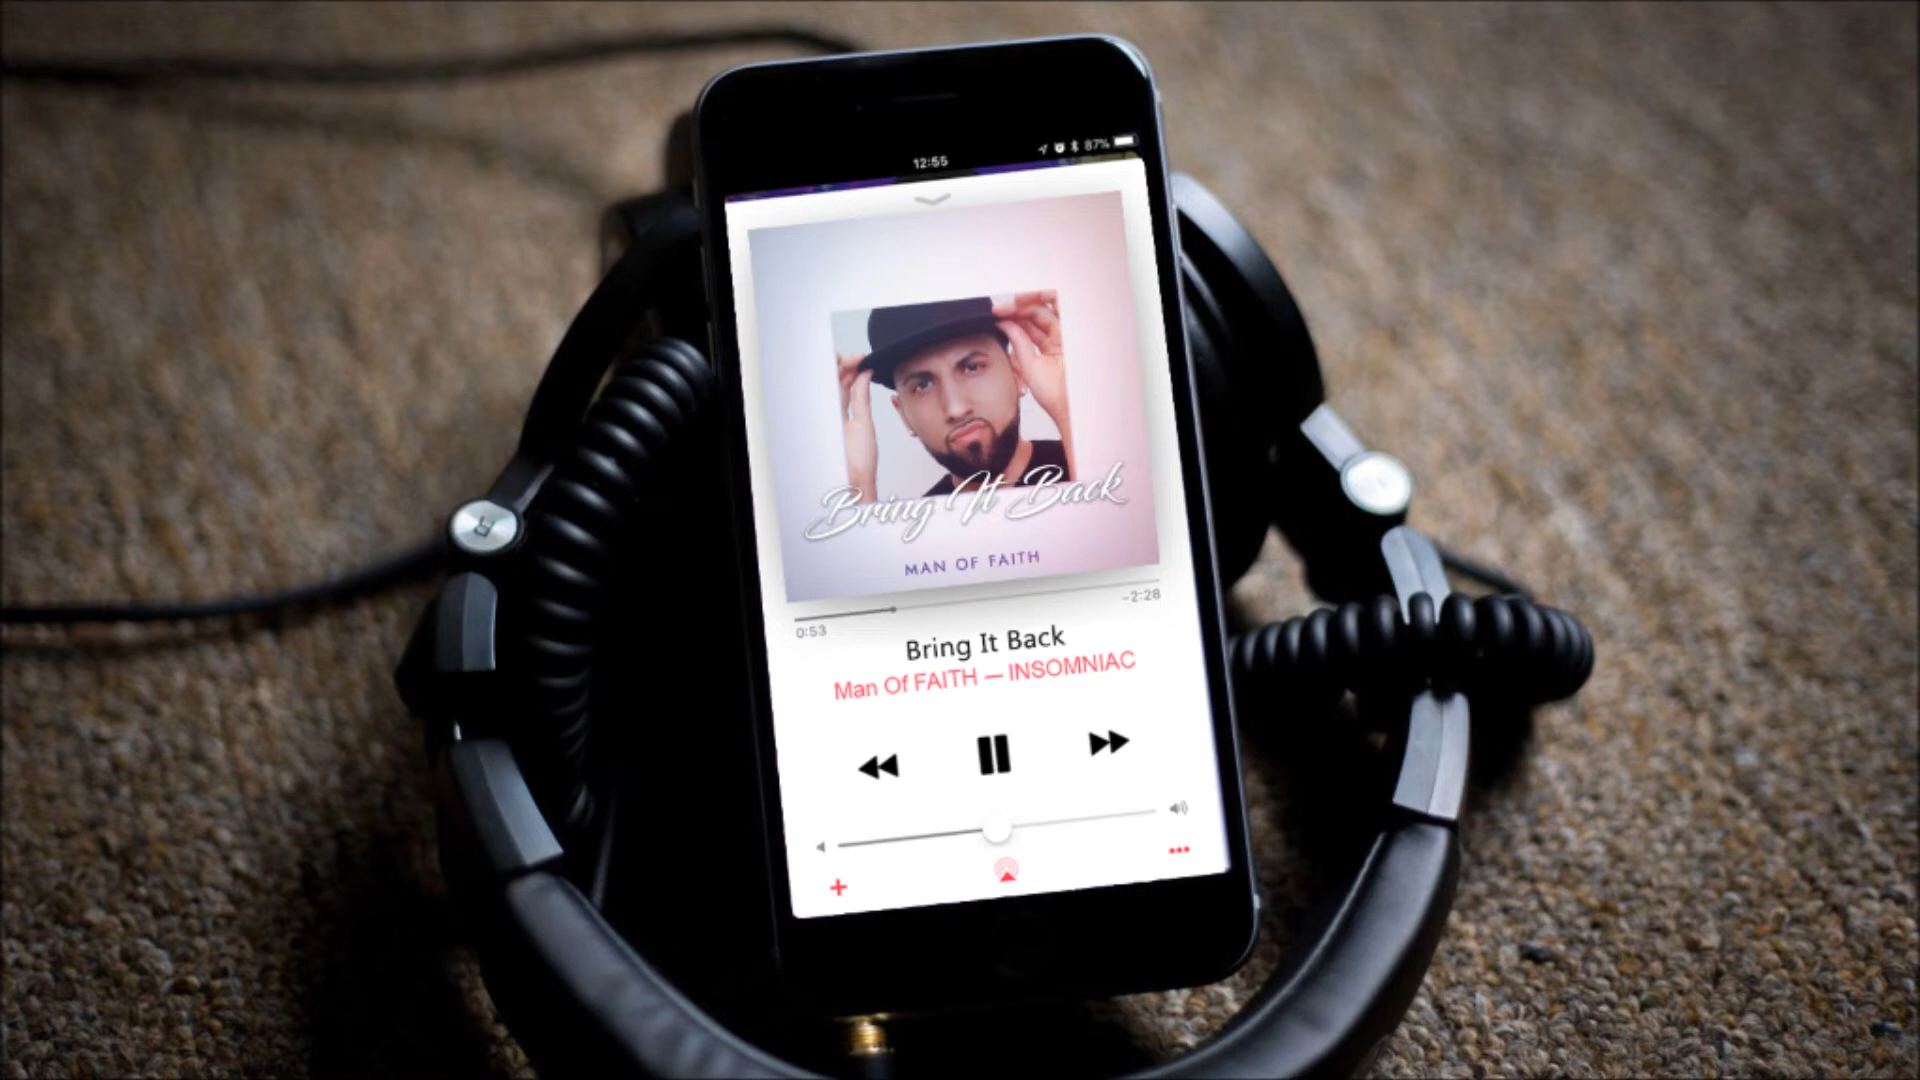 12:55
87%
Bring It Back
MAN OF FAITH
0:53
-2:28
Bring It Back
Man Of FAITH — INSOMNIAC
R